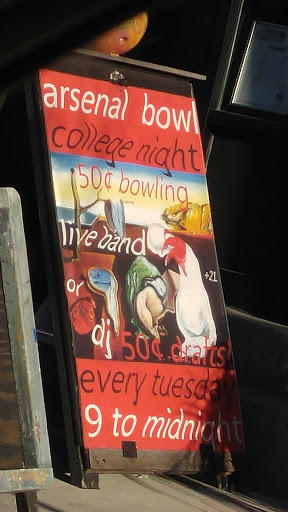 arsenal bowl
college night
50¢ bowling
live band
+21
or
dj 50¢ drafts
every tuesday
9 to midnight